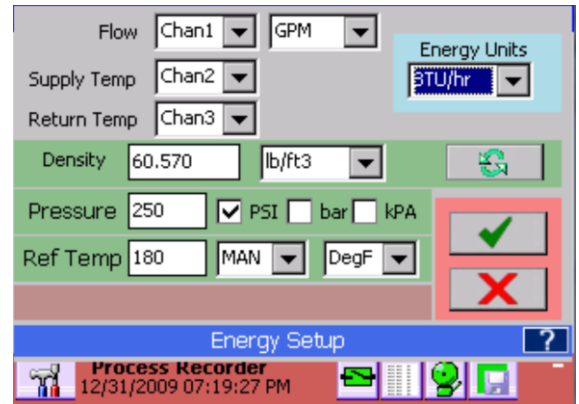 Flow Chan1 GPM
Energy Units
Supply Temp Chan2 BTU/hr
Return Temp Chan3
Density 60.570 lb/ft3
Pressure 250 PSI bar kPA
Ref Temp 180 MAN DegF
Energy Setup ?
Process Recorder
12/31/2009 07:19:27 PM